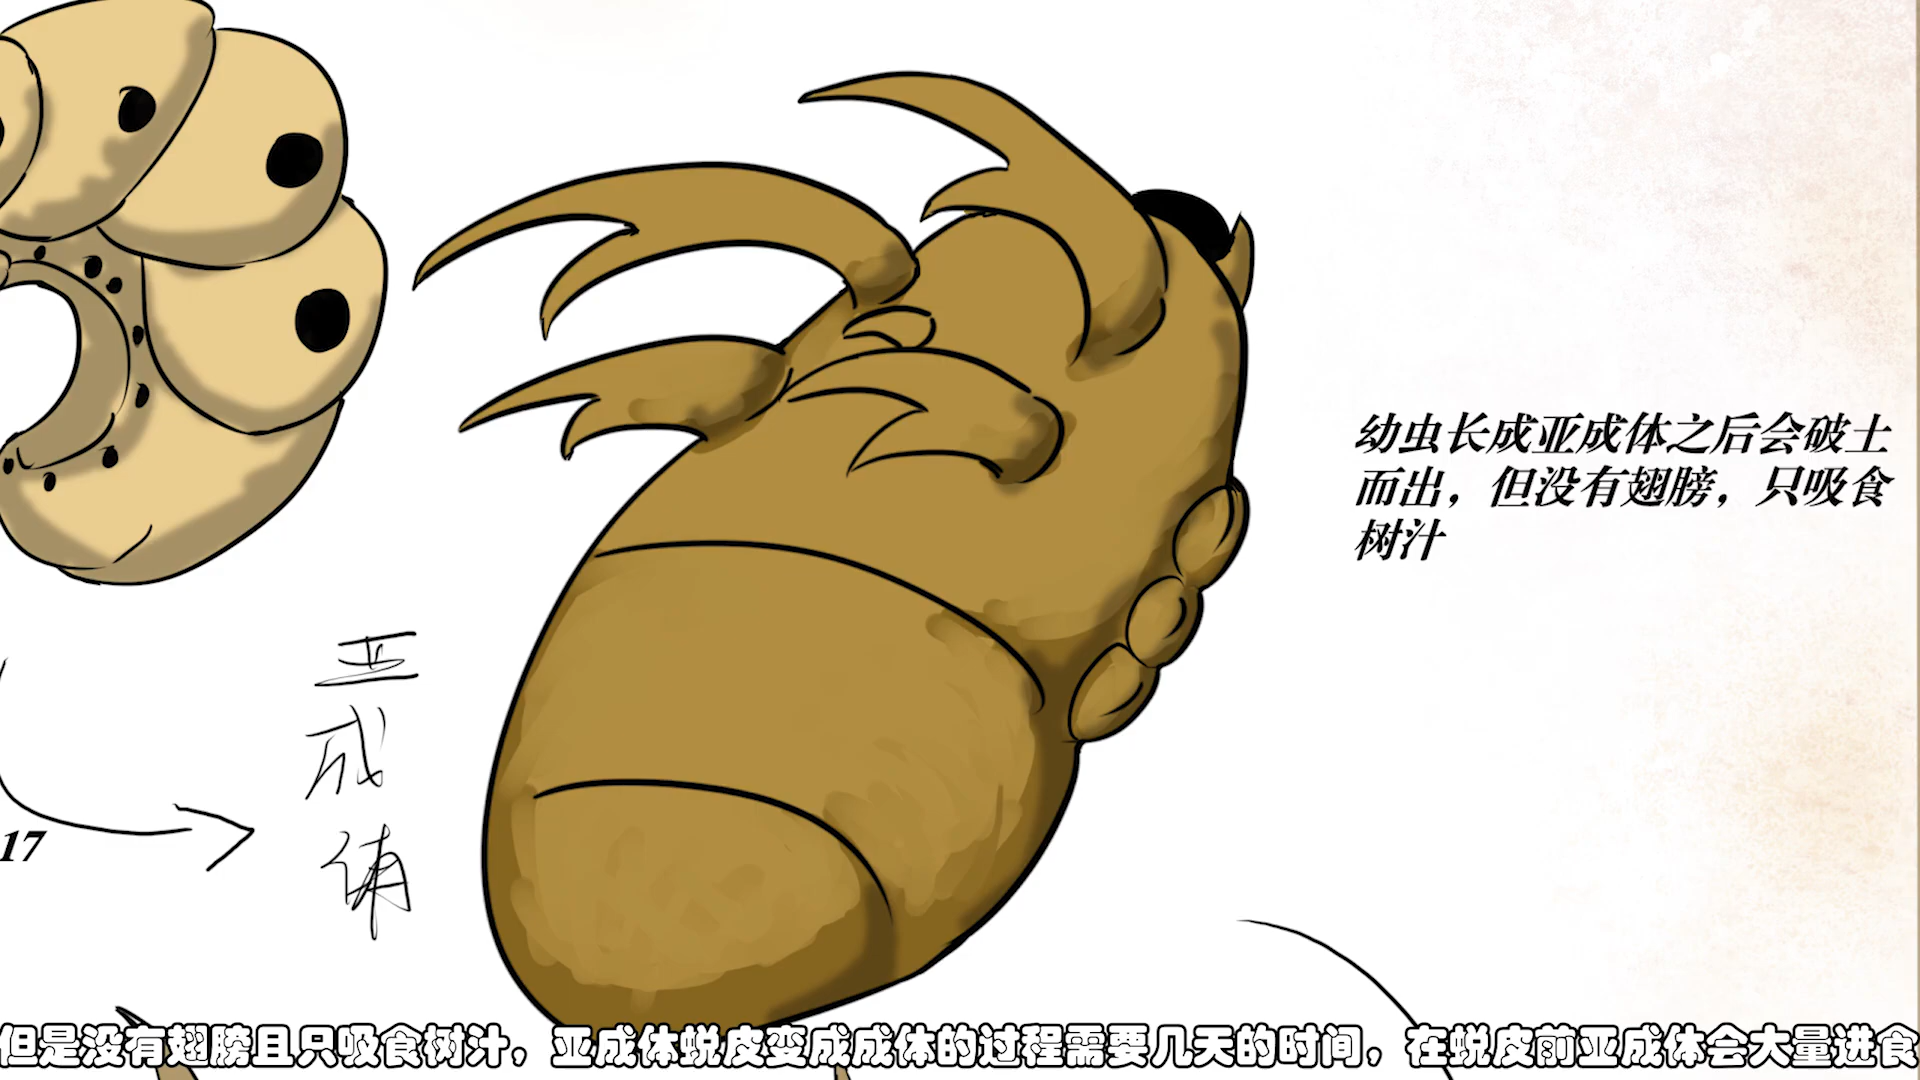 幼虫长成亚成体之后会破土
而出，但没有翅膀，只吸食
树汁
亚
成
体
17
但是没有翅膀且只吸食树汁，亚成体蜕皮变成成体的过程需要几天的时间，在蜕皮前亚成体会大量进食